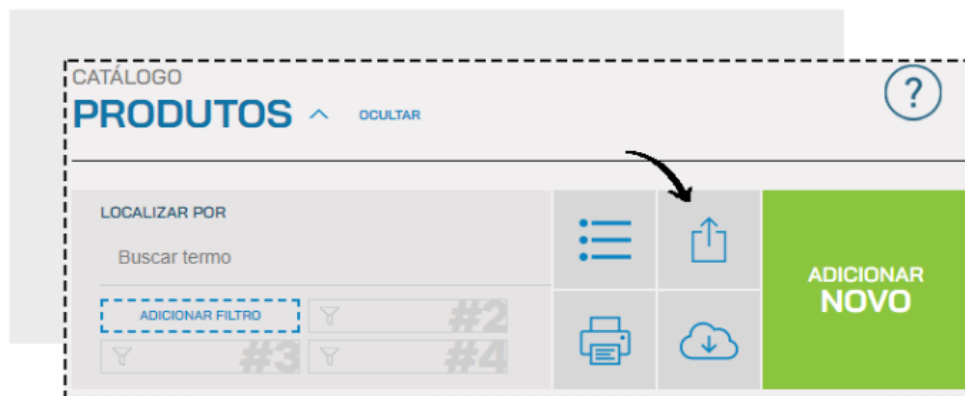 CATÁLOGO
PRODUTOS OCULTAR
?
LOCALIZAR POR
Buscar termo
ADICIONAR FILTRO
#2
#3
#4
ADICIONAR
NOVO